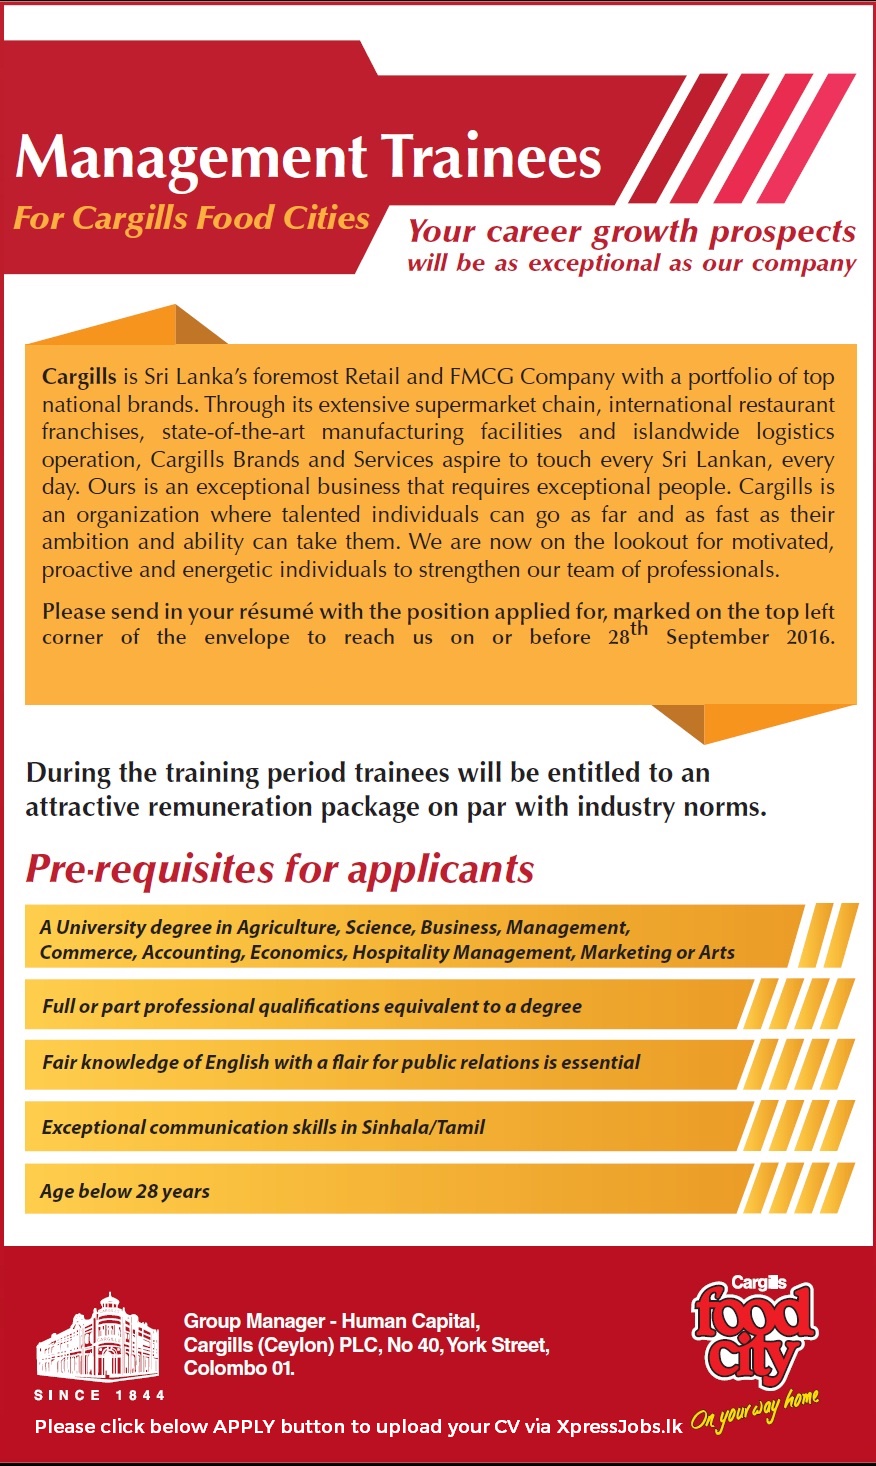 Management Trainees
For Cargills Food Cities
Your career growth prospects
will be as exceptional as our company
Cargills is Sri Lanka's foremost Retail and FMCG Company with a portfolio of top
national brands. Through its extensive supermarket chain, international restaurant
franchises, state-of-the-art manufacturing facilities and islandwide logistics
operation, Cargills Brands and Services aspire to touch every Sri Lankan, every
day. Ours is an exceptional business that requires exceptional people. Cargills is
an organization where talented individuals can go as far and as fast as their
ambition and ability can take them. We are now on the lookout for motivated,
proactive and energetic individuals to strengthen our team of professionals.
Please send in your résumé with the position applied for, marked on the top left
corner of the envelope to reach us on or before 28th September 2016.
During the training period trainees will be entitled to an
attractive remuneration package on par with industry norms.
Pre-requisites for applicants
A University degree in Agriculture, Science, Business, Management,
Commerce, Accounting, Economics, Hospitality Management, Marketing or Arts
Full or part professional qualifications equivalent to a degree
Fair knowledge of English with a flair for public relations is essential
Exceptional communication skills in Sinhala/Tamil
Age below 28 years
SINCE 1844
Group Manager - Human Capital,
Cargills (Ceylon) PLC, No 40, York Street,
Colombo 01.
Cargills
food
city
On your way home
Please click below APPLY button to upload your CV via XpressJobs.lk